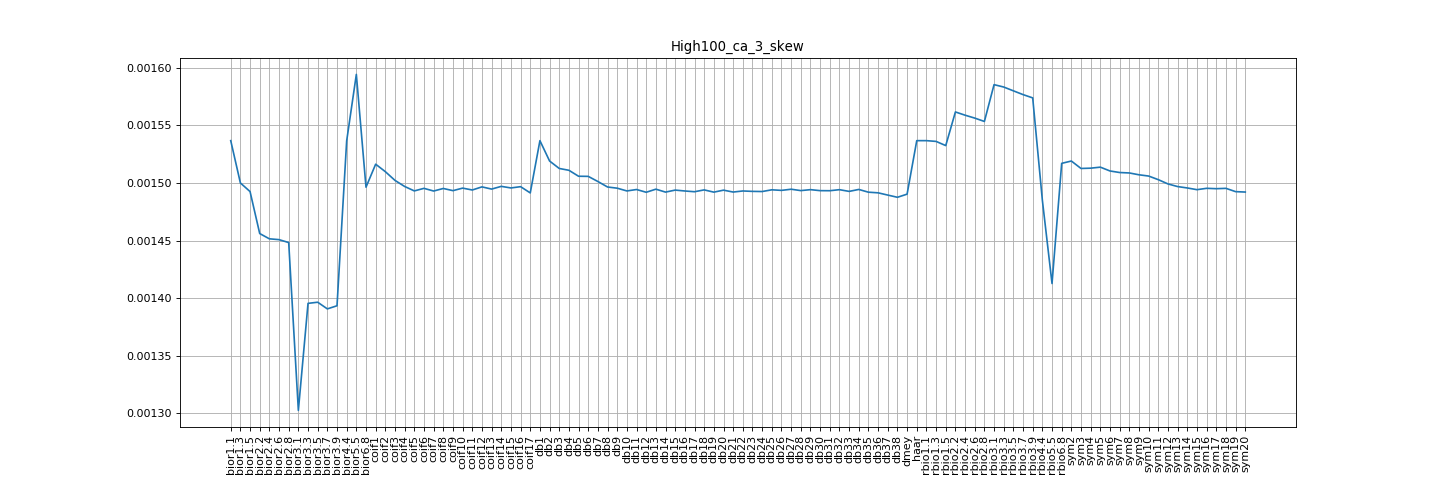 High100_ca_3_skew
0.00160
0.00155
0.00150
0.00145
0.00140
0.00135
0.00130
bior1.1
bior1.3
bior1.5
bior2.2
bior2.4
bior2.6
bior2.8
bior3.1
bior3.3
bior3.5
bior3.7
bior3.9
bior4.4
bior5.5
bior6.8
coif1
coif2
coif3
coif4
coif5
coif6
coif7
coif8
coif9
coif10
coif11
coif12
coif13
coif14
coif15
coif16
coif17
db1
db2
db3
db4
db5
db6
db7
db8
db9
db10
db11
db12
db13
db14
db15
db16
db17
db18
db19
db20
db21
db22
db23
db24
db25
db26
db27
db28
db29
db30
db31
db32
db33
db34
db35
db36
db37
db38
dmey
haar
rbio1.1
rbio1.3
rbio1.5
rbio2.2
rbio2.4
rbio2.6
rbio2.8
rbio3.1
rbio3.3
rbio3.5
rbio3.7
rbio3.9
rbio4.4
rbio5.5
rbio6.8
sym2
sym3
sym4
sym5
sym6
sym7
sym8
sym9
sym10
sym11
sym12
sym13
sym14
sym15
sym16
sym17
sym18
sym19
sym20